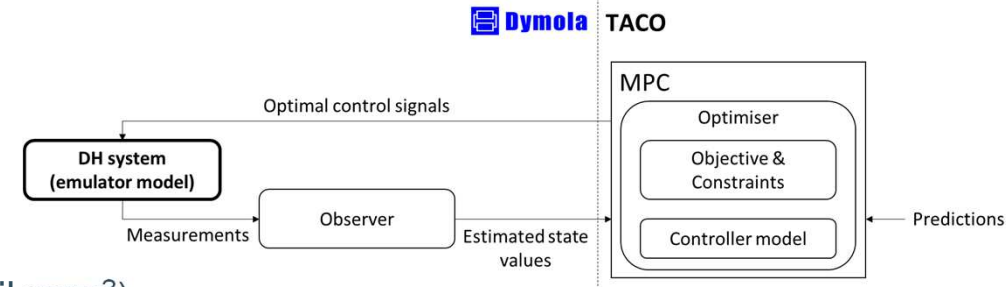 Dymola TACO
MPC
Optimal control signals
Optimiser
DH system
(emulator model)
Objective &
Constraints
Observer
Measurements
Estimated state
values
Controller model
Predictions